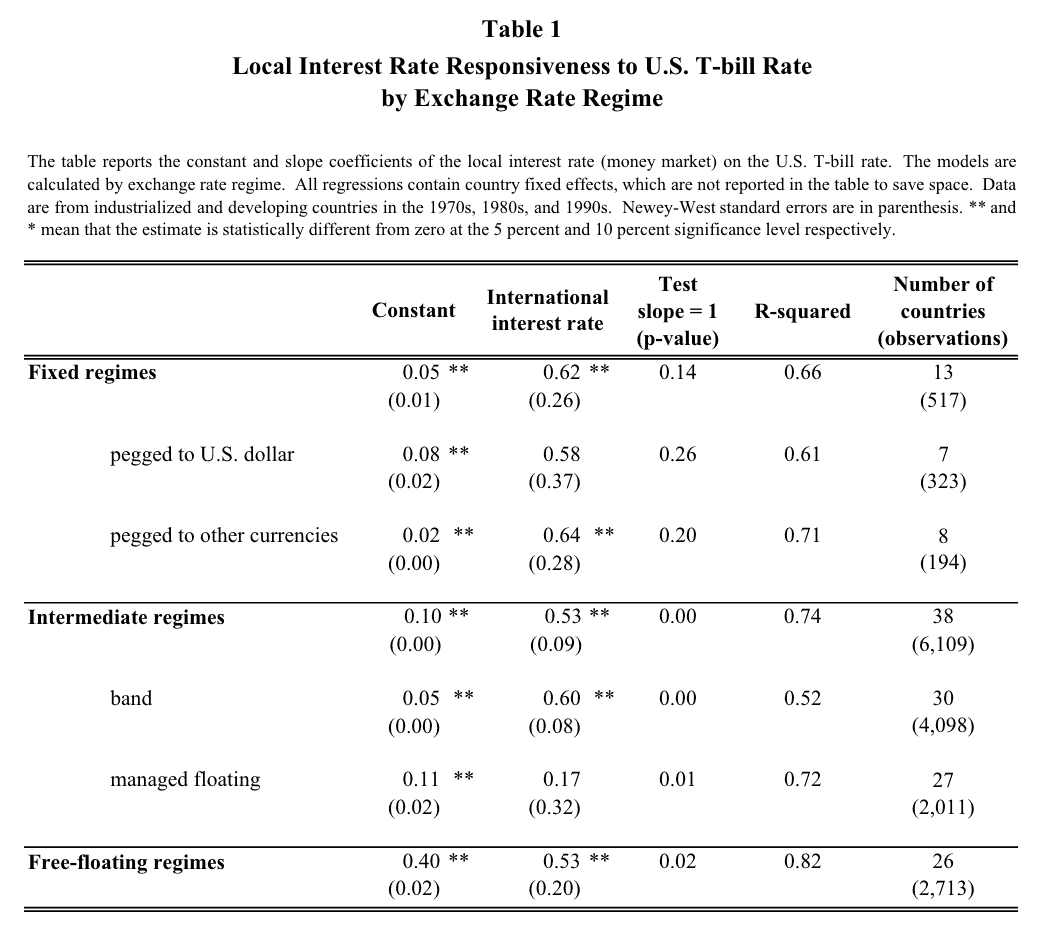 Table 1
Local Interest Rate Responsiveness to U.S. T-bill Rate
by Exchange Rate Regime
The table reports the constant and slope coefficients of the local interest rate (money market) on the U.S. T-bill rate. The models are
calculated by exchange rate regime. All regressions contain country fixed effects, which are not reported in the table to save space. Data
are from industrialized and developing countries in the 1970s, 1980s, and 1990s. Newey-West standard errors are in parenthesis. ** and
* mean that the estimate is statistically different from zero at the 5 percent and 10 percent significance level respectively.
Constant International interest rate Test slope = 1 (p-value) R-squared Number of countries (observations)
Fixed regimes 0.05 ** 0.62 ** 0.14 0.66 13
(0.01) (0.26) (517)
pegged to U.S. dollar 0.08 ** 0.58 0.26 0.61 7
(0.02) (0.37) (323)
pegged to other currencies 0.02 ** 0.64 ** 0.20 0.71 8
(0.00) (0.28) (194)
Intermediate regimes 0.10 ** 0.53 ** 0.00 0.74 38
(0.00) (0.09) (6,109)
band 0.05 ** 0.60 ** 0.00 0.52 30
(0.00) (0.08) (4,098)
managed floating 0.11 ** 0.17 0.01 0.72 27
(0.02) (0.32) (2,011)
Free-floating regimes 0.40 ** 0.53 ** 0.02 0.82 26
(0.02) (0.20) (2,713)